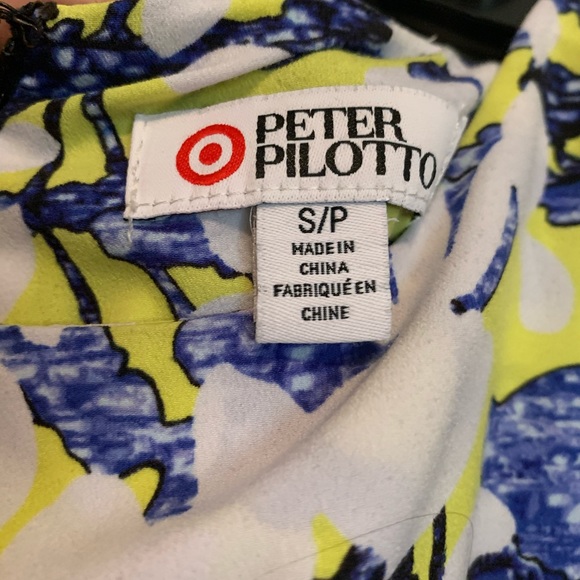 PETER
PILOTTO
S/P
MADE IN
CHINA
FABRIQUÉ EN
CHINE